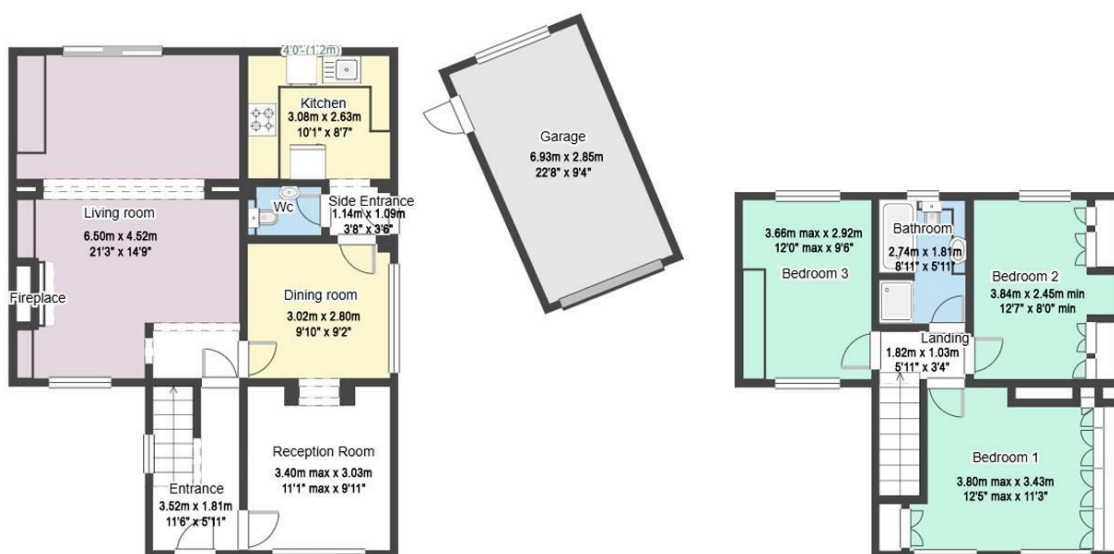 4'0" (1.2m)
Kitchen
3.08m x 2.63m
10'1" x 8'7"
Garage
6.93m x 2.85m
22'8" x 9'4"
Wc
Side Entrance
1.14m x 1.09m
3'8" x 3'6"
Living room
6.50m x 4.52m
21'3" x 14'9"
Fireplace
Dining room
3.02m x 2.80m
9'10" x 9'2"
Reception Room
3.40m max x 3.03m
11'1" max x 9'11"
Entrance
3.52m x 1.81m
11'6" x 5'11"
3.66m max x 2.92m
12'0" max x 9'6"
Bedroom 3
Bathroom
2.74m x 1.81m
8'11" x 5'11"
Bedroom 2
3.84m x 2.45m min
12'7" x 8'0" min
Landing
1.82m x 1.03m
5'11" x 3'4"
Bedroom 1
3.80m max x 3.43m
12'5" max x 11'3"